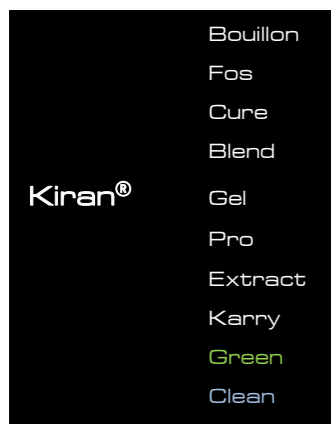 Bouillon
Fos
Cure
Blend
Kiran® Gel
Pro
Extract
Karry
Green
Clean